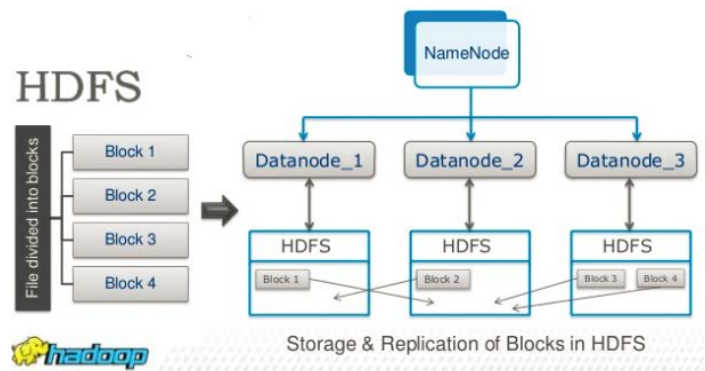 NameNode
HDFS
File divided into blocks
Block 1
Block 2
Block 3
Block 4
Datanode_1
Datanode_2
Datanode_3
HDFS
HDFS
HDFS
Block 1
Block 2
Block 3
Block 4
hadoop
Storage & Replication of Blocks in HDFS